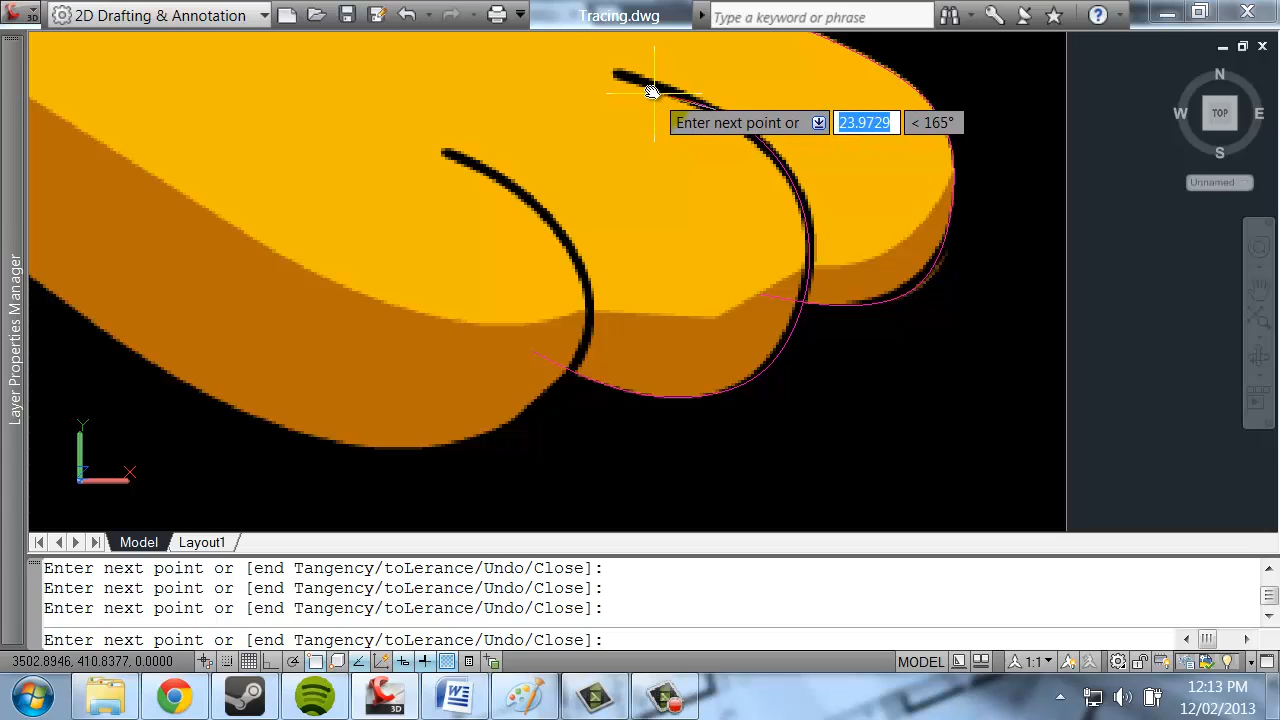 3D
2D Drafting & Annotation
Tracing.dwg
Type a keyword or phrase
N
W TOP E
S
Unnamed
Enter next point or 23.9729 < 165°
Layer Properties Manager
Y
X
Model Layout1
Enter next point or [end Tangency/toLerance/Undo/Close]:
Enter next point or [end Tangency/toLerance/Undo/Close]:
Enter next point or [end Tangency/toLerance/Undo/Close]:
Enter next point or [end Tangency/toLerance/Undo/Close]:
3502.8946, 410.8377, 0.0000 MODEL 1:1
3D
12:13 PM
12/02/2013